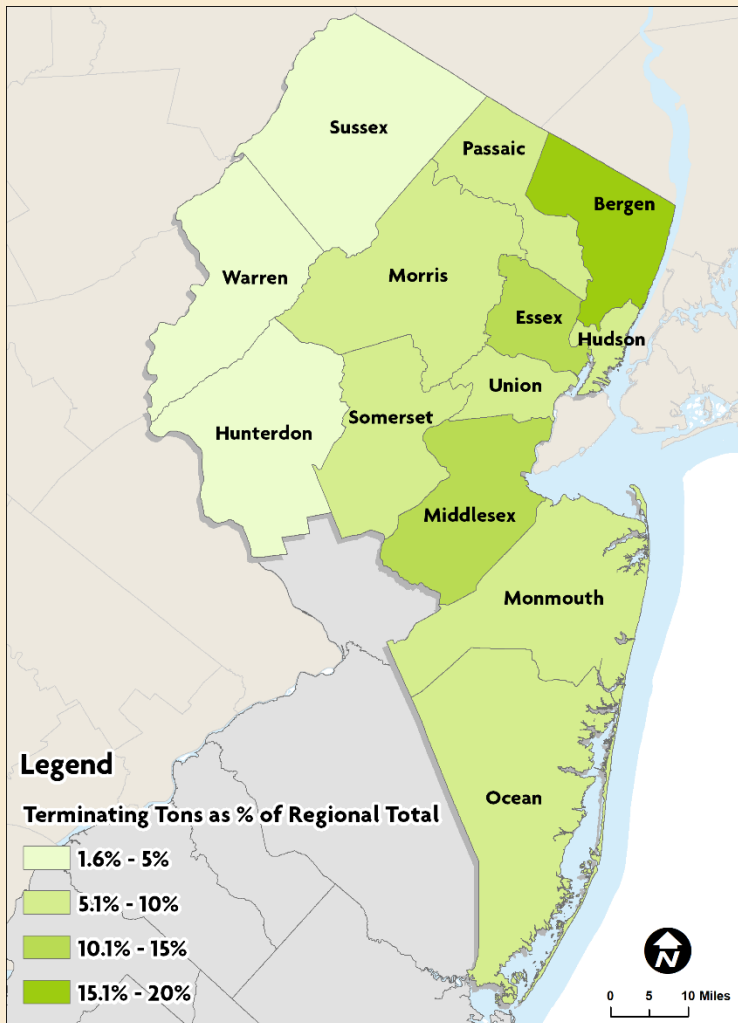 Sussex
Passaic
Bergen
Warren
Morris
Essex
Hudson
Union
Somerset
Hunterdon
Middlesex
Monmouth
Ocean
Legend
Terminating Tons as % of Regional Total
1.6% - 5%
5.1% - 10%
10.1% - 15%
15.1% - 20%
N
0 5 10 Miles